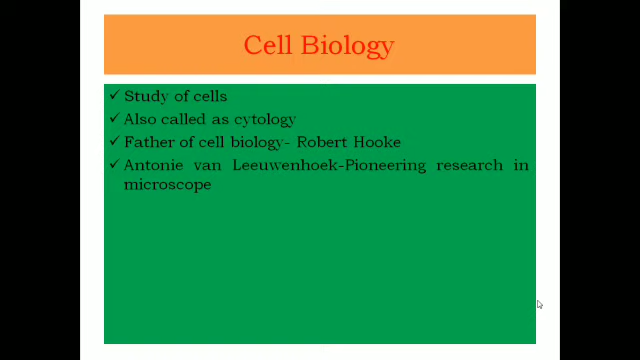 Cell Biology
✓ Study of cells
✓ Also called as cytology
✓ Father of cell biology- Robert Hooke
✓ Antonie van Leeuwenhoek-Pioneering research in
microscope